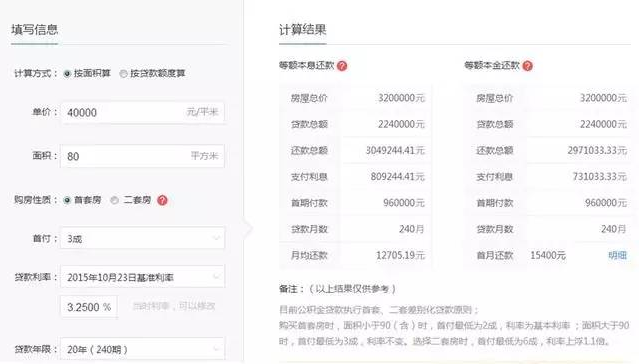 填写信息
计算方式: 按面积算 按贷款额度算
单价: 40000 元/平米
面积: 80 平方米
购房性质: 首套房 二套房 ?
首付: 3成
贷款利率: 2015年10月23日基准利率
3.2500 % 当时利率,可以修改
贷款年限: 20年(240期)
计算结果
等额本息还款 ?
房屋总价 3200000元
贷款总额 2240000元
还款总额 3049244.41元
支付利息 809244.41元
首期付款 960000元
贷款月数 240月
月均还款 12705.19元
等额本金还款 ?
房屋总价 3200000元
贷款总额 2240000元
还款总额 2971033.33元
支付利息 731033.33元
首期付款 960000元
贷款月数 240月
首月还款 15400元 明细
备注:(以上结果仅供参考)
目前公积金贷款执行首套、二套差别化贷款原则;
购买首套房时,面积小于90(含)时,首付最低为2成,利率为基本利率;面积大于90
时,首付最低为3成,利率不变。选择二套房时,首付最低为6成,利率上浮1.1倍。